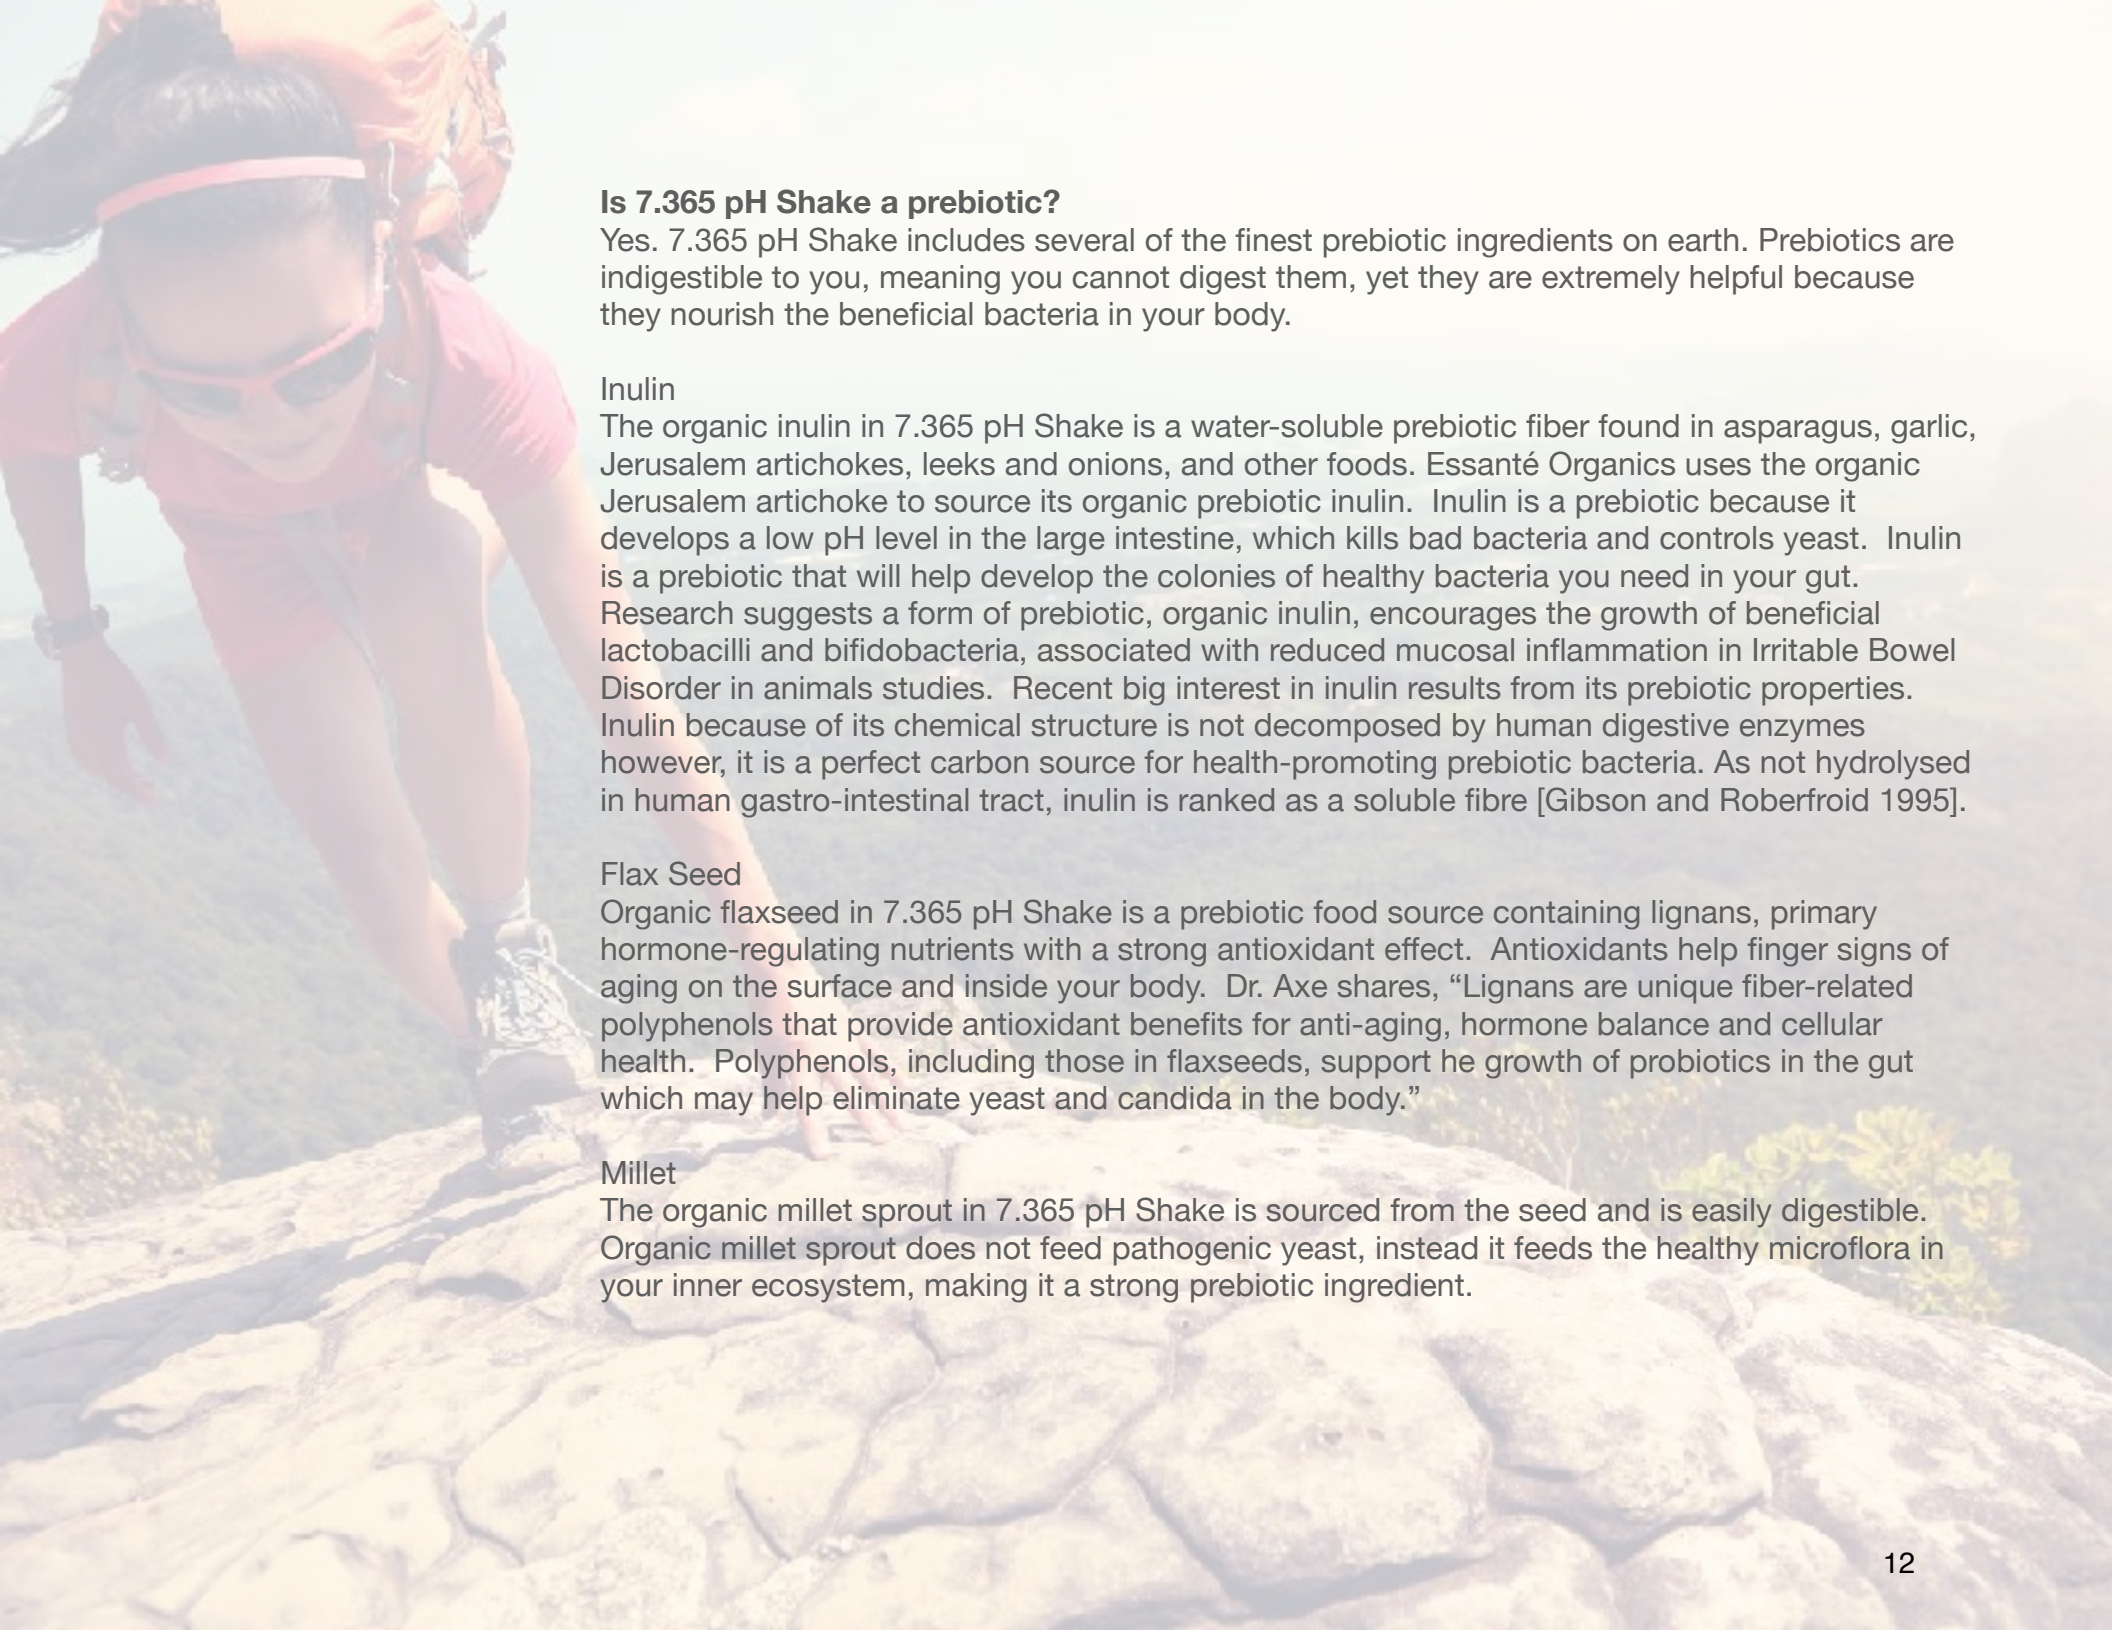 Is 7.365 pH Shake a prebiotic?
Yes. 7.365 pH Shake includes several of the finest prebiotic ingredients on earth. Prebiotics are
indigestible to you, meaning you cannot digest them, yet they are extremely helpful because
they nourish the beneficial bacteria in your body.
Inulin
The organic inulin in 7.365 pH Shake is a water-soluble prebiotic fiber found in asparagus, garlic,
Jerusalem artichokes, leeks and onions, and other foods. Essanté Organics uses the organic
Jerusalem artichoke to source its organic prebiotic inulin.  Inulin is a prebiotic because it
develops a low pH level in the large intestine, which kills bad bacteria and controls yeast.  Inulin
is a prebiotic that will help develop the colonies of healthy bacteria you need in your gut.
Research suggests a form of prebiotic, organic inulin, encourages the growth of beneficial
lactobacilli and bifidobacteria, associated with reduced mucosal inflammation in Irritable Bowel
Disorder in animals studies.  Recent big interest in inulin results from its prebiotic properties.
Inulin because of its chemical structure is not decomposed by human digestive enzymes
however, it is a perfect carbon source for health-promoting prebiotic bacteria. As not hydrolysed
in human gastro-intestinal tract, inulin is ranked as a soluble fibre [Gibson and Roberfroid 1995].
Flax Seed
Organic flaxseed in 7.365 pH Shake is a prebiotic food source containing lignans, primary
hormone-regulating nutrients with a strong antioxidant effect.  Antioxidants help finger signs of
aging on the surface and inside your body.  Dr. Axe shares, “Lignans are unique fiber-related
polyphenols that provide antioxidant benefits for anti-aging, hormone balance and cellular
health.  Polyphenols, including those in flaxseeds, support he growth of probiotics in the gut
which may help eliminate yeast and candida in the body.”
Millet
The organic millet sprout in 7.365 pH Shake is sourced from the seed and is easily digestible.
Organic millet sprout does not feed pathogenic yeast, instead it feeds the healthy microflora in
your inner ecosystem, making it a strong prebiotic ingredient.
12